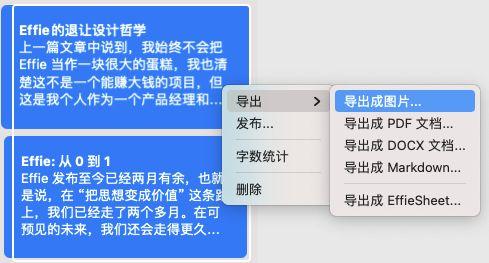 Effie的退让设计哲学
上一篇文章中说到，我始终不会把
Effie 当作一块很大的蛋糕，我也清
楚这不是一个能赚大钱的项目，但
这是我个人作为一个产品经理和...
Effie: 从 0 到 1
Effie 发布至今已经两月有余，也就
是说，在 “把思想变成价值” 这条路
上，我们已经走了两个多月。在可
预见的未来，我们还会走得更久...
导出
发布...
字数统计
删除
导出成图片...
导出成 PDF 文档...
导出成 DOCX 文档...
导出成 Markdown...
导出成 EffieSheet...